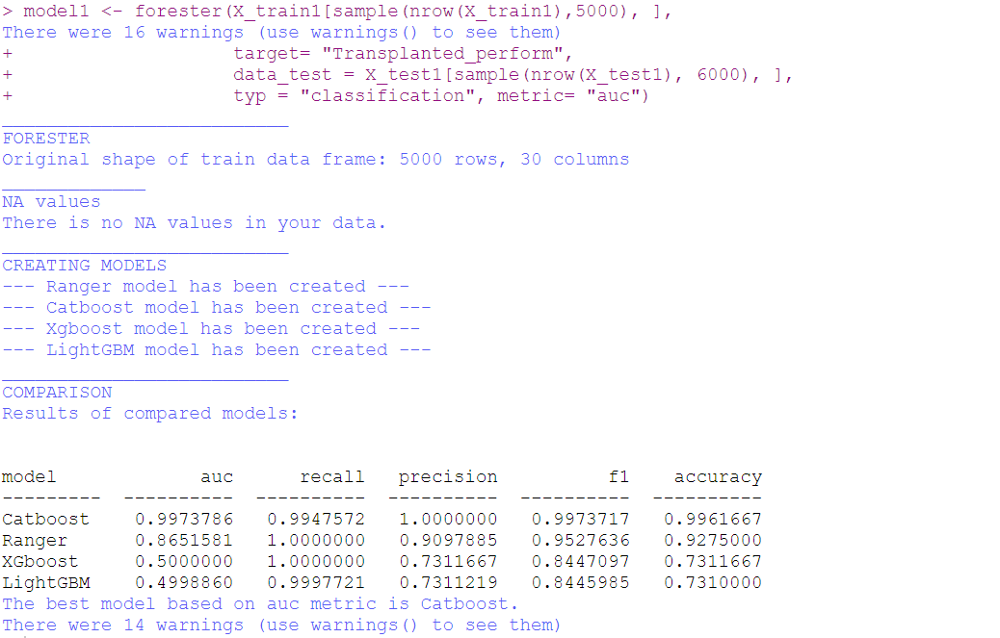 > model1 <- forester(X_train1[sample(nrow(X_train1),5000), ],
There were 16 warnings (use warnings() to see them)
+ target= "Transplanted_perform",
+ data_test = X_test1[sample(nrow(X_test1), 6000), ],
+ typ = "classification", metric= "auc")
__________________________
FORESTER
Original shape of train data frame: 5000 rows, 30 columns
_____________
NA values
There is no NA values in your data.
__________________________
CREATING MODELS
--- Ranger model has been created ---
--- Catboost model has been created ---
--- Xgboost model has been created ---
--- LightGBM model has been created ---
__________________________
COMPARISON
Results of compared models:
model auc recall precision f1 accuracy
--------- ---------- ---------- ---------- ---------- ----------
Catboost 0.9973786 0.9947572 1.0000000 0.9973717 0.9961667
Ranger 0.8651581 1.0000000 0.9097885 0.9527636 0.9275000
XGboost 0.5000000 1.0000000 0.7311667 0.8447097 0.7311667
LightGBM 0.4998860 0.9997721 0.7311219 0.8445985 0.7310000
The best model based on auc metric is Catboost.
There were 14 warnings (use warnings() to see them)